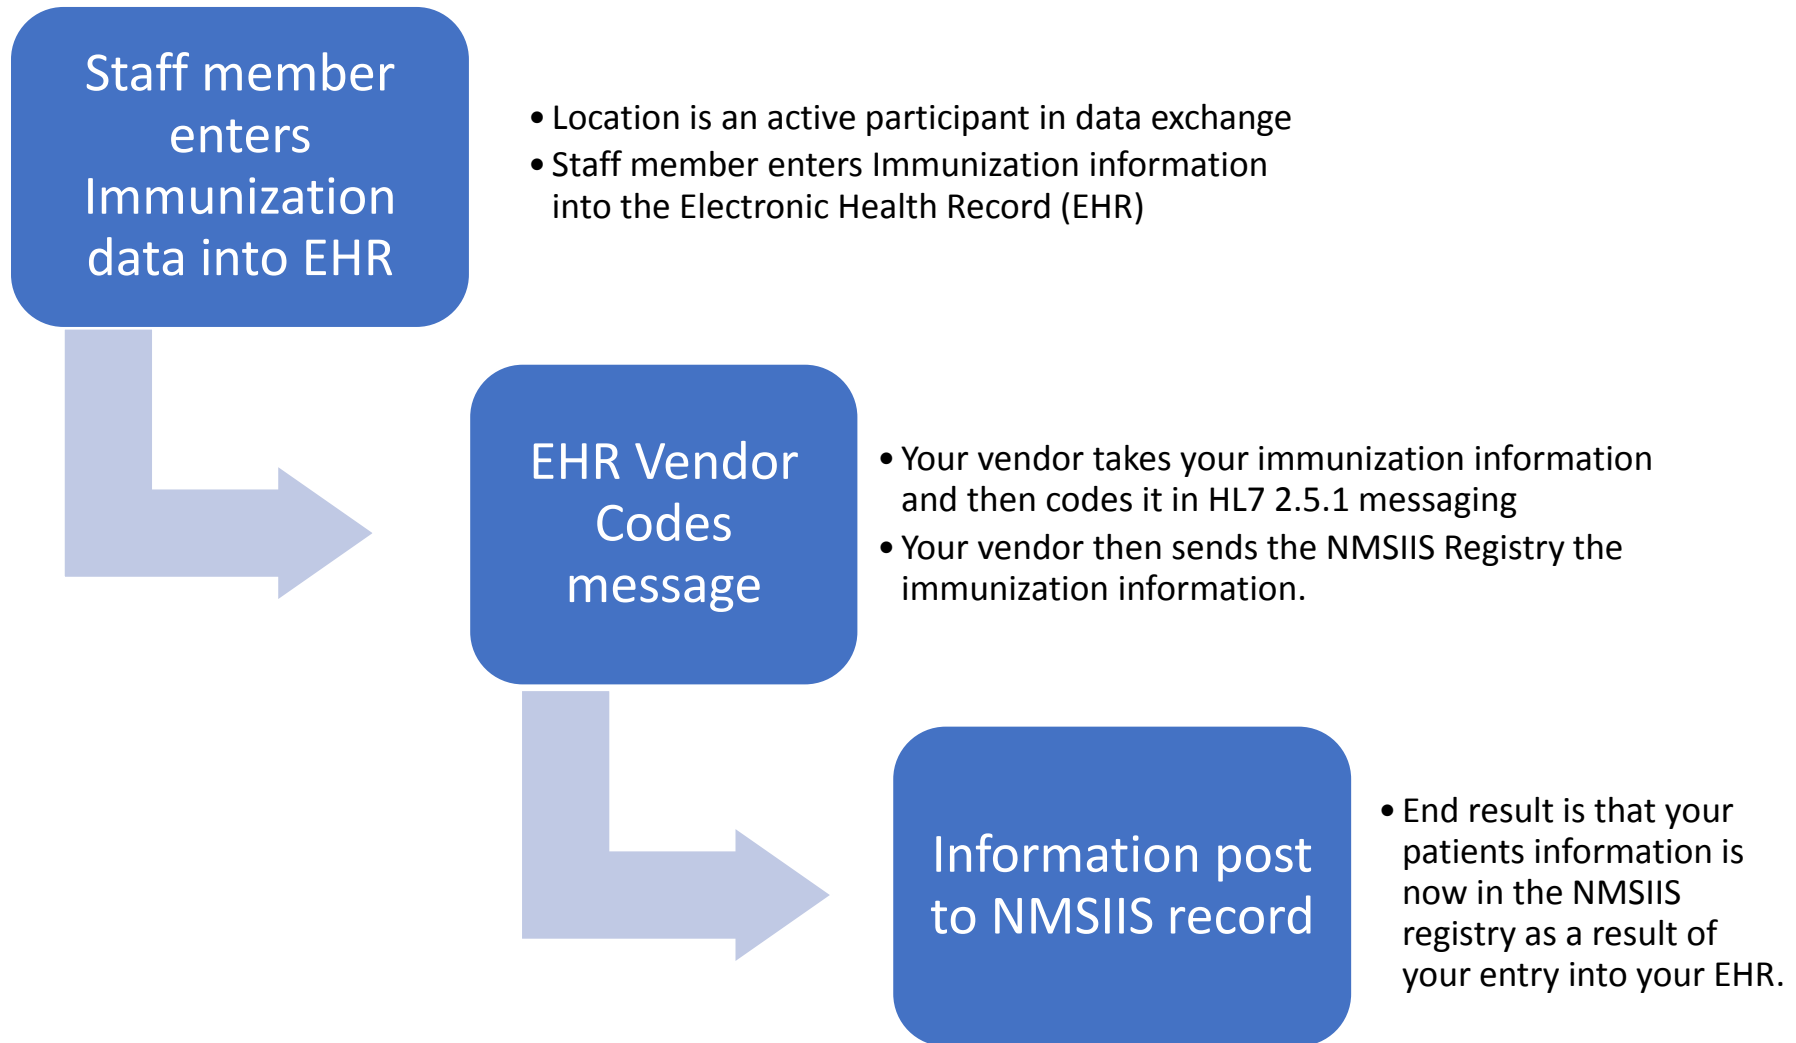 Staff member
enters
Immunization
data into EHR
• Location is an active participant in data exchange
• Staff member enters Immunization information
into the Electronic Health Record (EHR)
EHR Vendor
Codes
message
• Your vendor takes your immunization information
and then codes it in HL7 2.5.1 messaging
• Your vendor then sends the NMSIIS Registry the
immunization information.
Information post
to NMSIIS record
• End result is that your
patients information is
now in the NMSIIS
registry as a result of
your entry into your EHR.